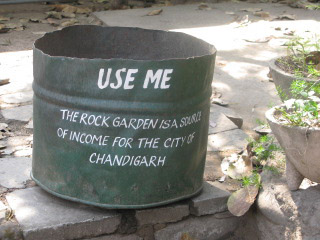 USE ME
THE ROCK GARDEN IS A SOURCE
OF INCOME FOR THE CITY OF
CHANDIGARH